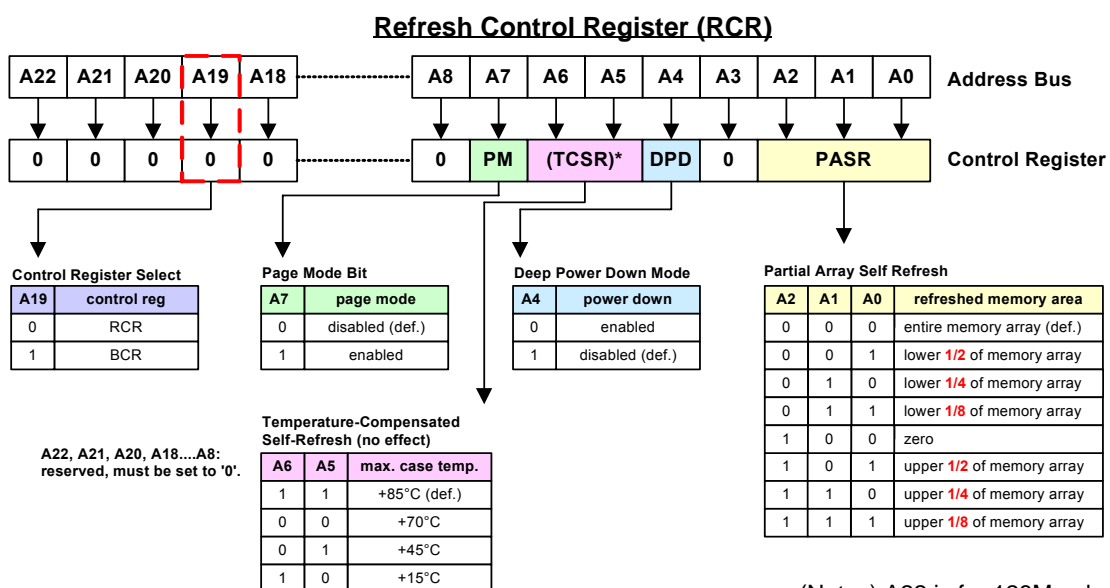 Refresh Control Register (RCR)
A22 A21 A20 A19 A18 A8 A7 A6 A5 A4 A3 A2 A1 A0 Address Bus
0 0 0 0 0 0 PM (TCSR)* DPD 0 PASR Control Register
Control Register Select
A19 control reg
0 RCR
1 BCR
Page Mode Bit
A7 page mode
0 disabled (def.)
1 enabled
Deep Power Down Mode
A4 power down
0 enabled
1 disabled (def.)
Partial Array Self Refresh
A2 A1 A0 refreshed memory area
0 0 0 entire memory array (def.)
0 0 1 lower 1/2 of memory array
0 1 0 lower 1/4 of memory array
0 1 1 lower 1/8 of memory array
1 0 0 zero
1 0 1 upper 1/2 of memory array
1 1 0 upper 1/4 of memory array
1 1 1 upper 1/8 of memory array
A22, A21, A20, A18....A8:
reserved, must be set to '0'.
Temperature-Compensated
Self-Refresh (no effect)
A6 A5 max. case temp.
1 1 +85°C (def.)
0 0 +70°C
0 1 +45°C
1 0 +15°C